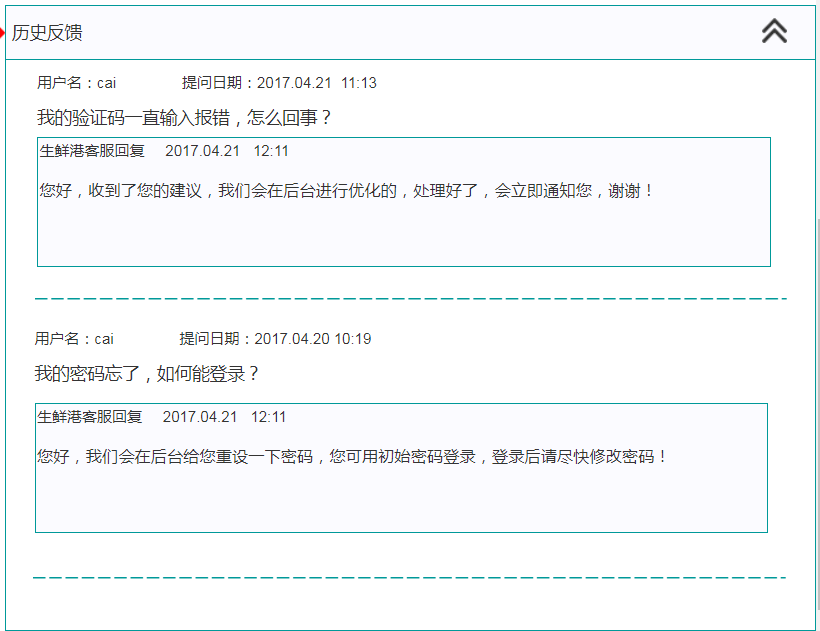 历史反馈
用户名：cai 提问日期：2017.04.21 11:13
我的验证码一直输入报错，怎么回事？
生鲜港客服回复 2017.04.21 12:11
您好，收到了您的建议，我们会在后台进行优化的，处理好了，会立即通知您，谢谢！
用户名：cai 提问日期：2017.04.20 10:19
我的密码忘了，如何能登录？
生鲜港客服回复 2017.04.21 12:11
您好，我们会在后台给您重设一下密码，您可用初始密码登录，登录后请尽快修改密码！